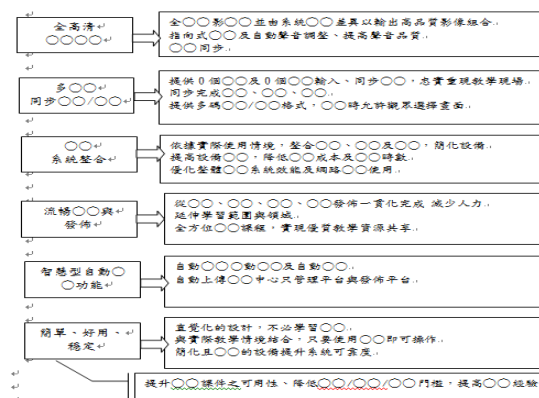 全高清
○○○○
全○○影○○並由系統○○差異以輸出高品質影像組合
指向式○○及自動聲音調整、提高聲音品質
○○同步
多○○
同步○○/○○
提供0個○○及0個○○輸入、同步○○,忠實重現教學現場
同步完成○○、○○、○○
提供多碼○○/○○格式,○○時允許觀眾選擇畫面
○○
系統整合
依據實際使用情境,整合○○、○○及○○,簡化設備
提高設備○○,降低○○成本及○○時數
優化整體○○系統效能及網路○○使用
流暢○○與
發佈
從○○、○○、○○、○○發佈一貫化完成 減少人力
延伸學習範圍與領域
全方位○○課程,實現優質教學資源共享
智慧型自動○
○功能
自動○○○動○○及自動○○
自動上傳○○中心只管理平台與發佈平台
簡單、好用、
穩定
直覺化的設計,不必學習○○
與實際教學情境結合,只要使用○○即可操作
簡化且○○的設備提升系統可靠度
提升○○課件之可用性、降低○○/○○/○○門檻,提高○○經驗